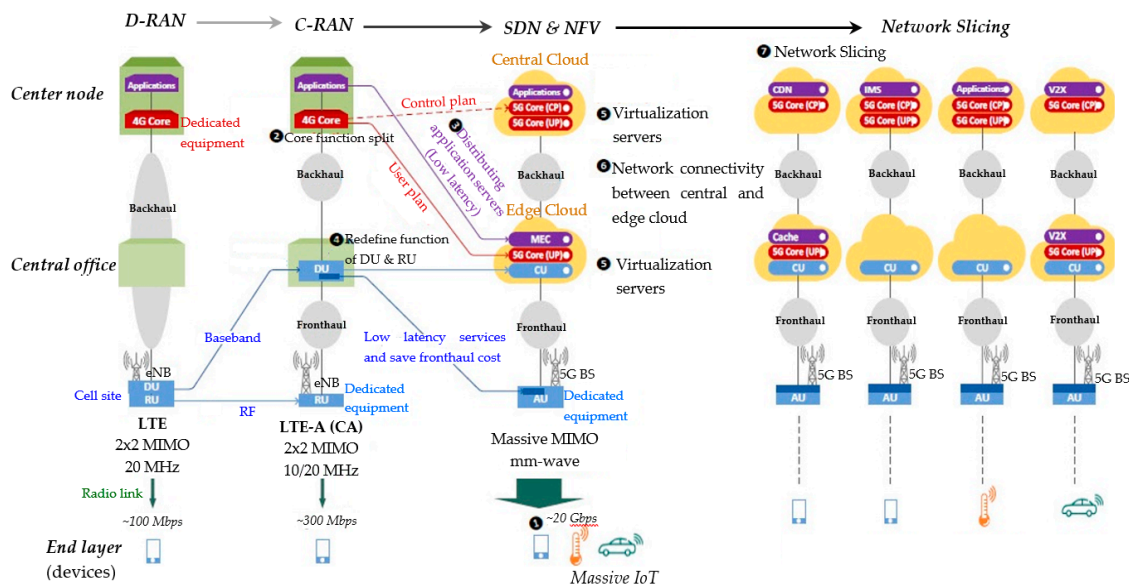 D-RAN
C-RAN
SDN & NFV
Network Slicing
Center node
Applications
4G Core
Dedicated
equipment
Backhaul
Central office
eNB
DU
RU
Cell site
LTE
2x2 MIMO
20 MHz
Radio link
~100 Mbps
End layer
(devices)
Baseband
RF
Applications
4G Core
❷ Core function split
Backhaul
❹ Redefine function
of DU & RU
DU
Fronthaul
eNB
RU
Dedicated
equipment
LTE-A (CA)
2x2 MIMO
10/20 MHz
~300 Mbps
Control plan
❸ Distributing
application servers
(Low latency)
User plan
Low latency services
and save fronthaul cost
Central Cloud
Applications
5G Core (CP)
5G Core (UP)
Backhaul
Edge Cloud
MEC
5G Core (UP)
CU
Fronthaul
5G BS
AU
Dedicated
equipment
Massive MIMO
mm-wave
❶
~20 Gbps
Massive IoT
❺ Virtualization
servers
❻ Network connectivity
between central and
edge cloud
❺ Virtualization
servers
❼ Network Slicing
CDN
5G Core (CP)
Backhaul
Cache
5G Core (UP)
CU
Fronthaul
5G BS
AU
IMS
5G Core (CP)
5G Core (UP)
Backhaul
CU
Fronthaul
5G BS
AU
Applications
5G Core (CP)
5G Core (UP)
Backhaul
CU
Fronthaul
5G BS
AU
V2X
5G Core (CP)
Backhaul
V2X
5G Core (UP)
CU
Fronthaul
5G BS
AU